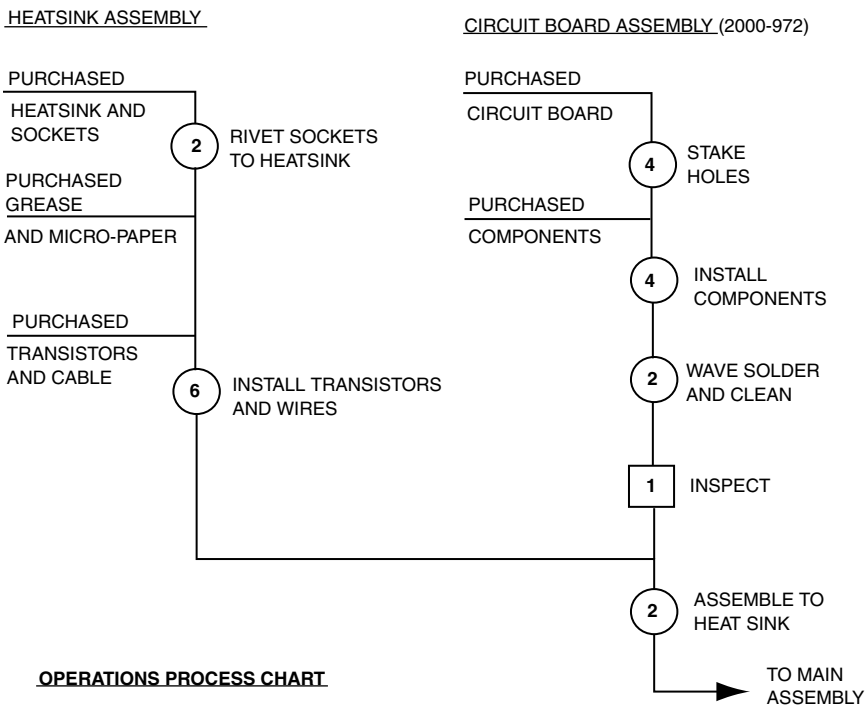 HEATSINK ASSEMBLY
PURCHASED
HEATSINK AND
SOCKETS
2
RIVET SOCKETS
TO HEATSINK
PURCHASED
GREASE
AND MICRO-PAPER
PURCHASED
TRANSISTORS
AND CABLE
6
INSTALL TRANSISTORS
AND WIRES
CIRCUIT BOARD ASSEMBLY (2000-972)
PURCHASED
CIRCUIT BOARD
4
STAKE
HOLES
PURCHASED
COMPONENTS
4
INSTALL
COMPONENTS
2
WAVE SOLDER
AND CLEAN
1
INSPECT
2
ASSEMBLE TO
HEAT SINK
TO MAIN
ASSEMBLY
OPERATIONS PROCESS CHART